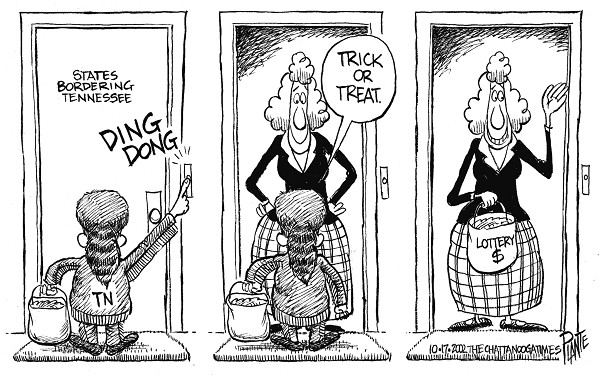 STATES
BORDERING
TENNESSEE
DING
DONG
TN
TRICK
OR
TREAT.
LOTTERY
$
10·17·2002 THE CHATTANOOGA TIMES
PLANTE